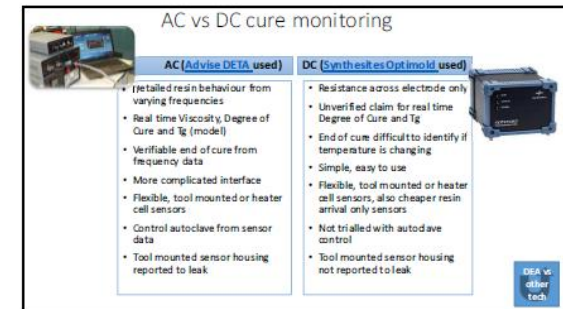 AC vs DC cure monitoring
AC (Advise DETA used)
• Detailed resin behaviour from
varying frequencies
• Real time Viscosity, Degree of
Cure and Tg (model)
• Verifiable end of cure from
frequency data
• More complicated interface
• Flexible, tool mounted or heater
cell sensors
• Control autoclave from sensor
data
• Tool mounted sensor housing
reported to leak
DC (Synthesites Optimold used)
• Resistance across electrode only
• Unverified claim for real time
Degree of Cure and Tg
• End of cure difficult to identify if
temperature is changing
• Simple, easy to use
• Flexible, tool mounted or heater
cell sensors, also cheaper resin
arrival only sensors
• Not trialled with autoclave
control
• Tool mounted sensor housing
not reported to leak
DEA vs
other
tech